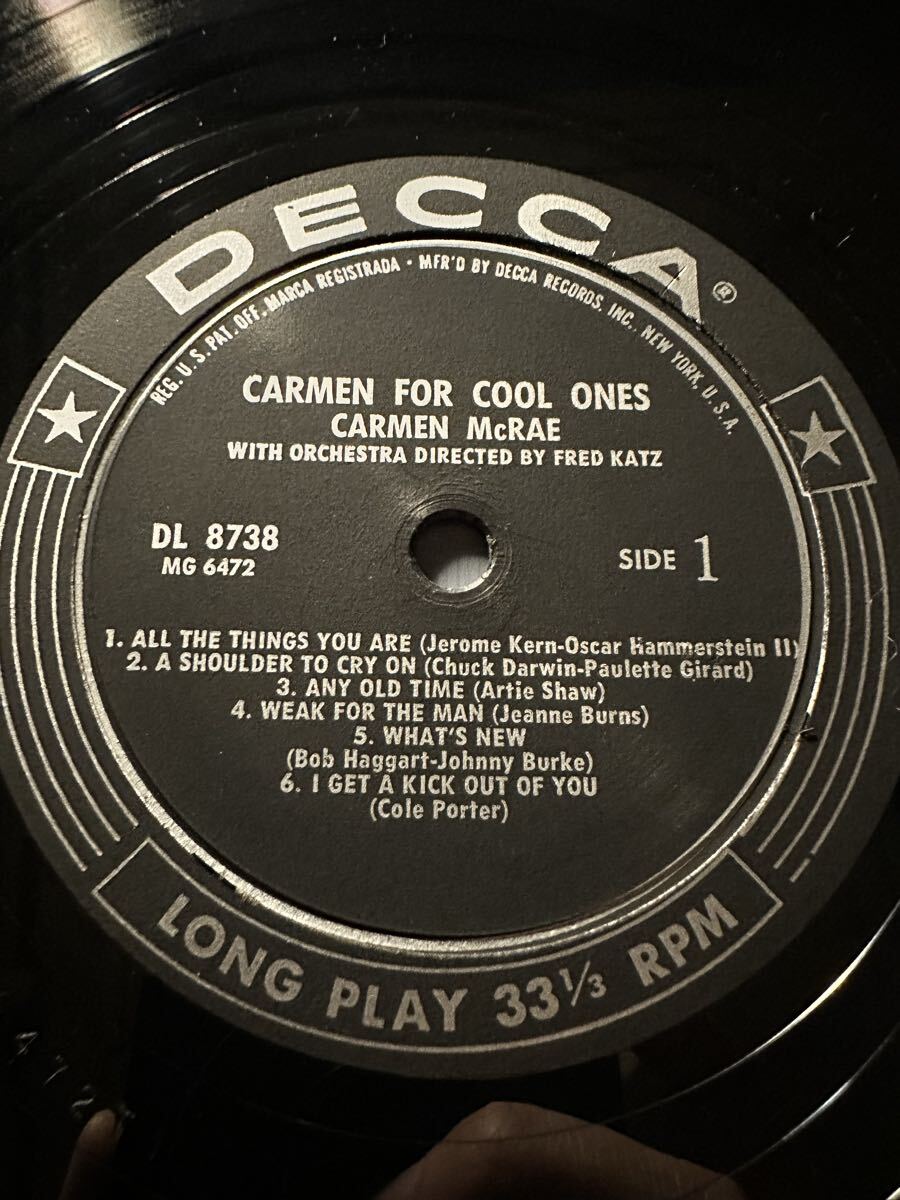 DECCA®
REG. U.S. PAT. OFF. MARCA REGISTRADA • MFR'D BY DECCA RECORDS, INC., NEW YORK, U.S.A.
CARMEN FOR COOL ONES
CARMEN McRAE
WITH ORCHESTRA DIRECTED BY FRED KATZ
DL 8738
MG 6472
SIDE 1
1. ALL THE THINGS YOU ARE (Jerome Kern-Oscar Hammerstein II)
2. A SHOULDER TO CRY ON (Chuck Darwin-Paulette Girard)
3. ANY OLD TIME (Artie Shaw)
4. WEAK FOR THE MAN (Jeanne Burns)
5. WHAT'S NEW
(Bob Haggart-Johnny Burke)
6. I GET A KICK OUT OF YOU
(Cole Porter)
LONG PLAY 33⅓ RPM